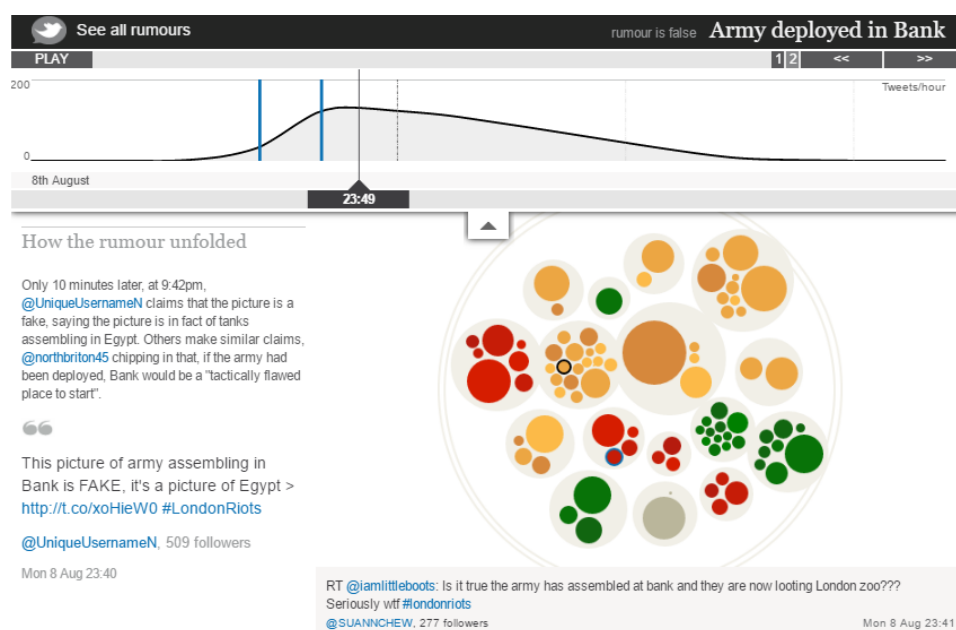 See all rumours
rumour is false Army deployed in Bank
PLAY
1 2 << >>
200
Tweets/hour
0
8th August
23:49
How the rumour unfolded
Only 10 minutes later, at 9:42pm,
@UniqueUsernameN claims that the picture is a
fake, saying the picture is in fact of tanks
assembling in Egypt. Others make similar claims,
@northbriton45 chipping in that, if the army had
been deployed, Bank would be a "tactically flawed
place to start".
This picture of army assembling in
Bank is FAKE, it's a picture of Egypt >
http://t.co/xoHieW0 #LondonRiots
@UniqueUsernameN, 509 followers
Mon 8 Aug 23:40
RT @iamlittleboots: Is it true the army has assembled at bank and they are now looting London zoo???
Seriously wtf #londonriots
@SUANNCHEW, 277 followers
Mon 8 Aug 23:41